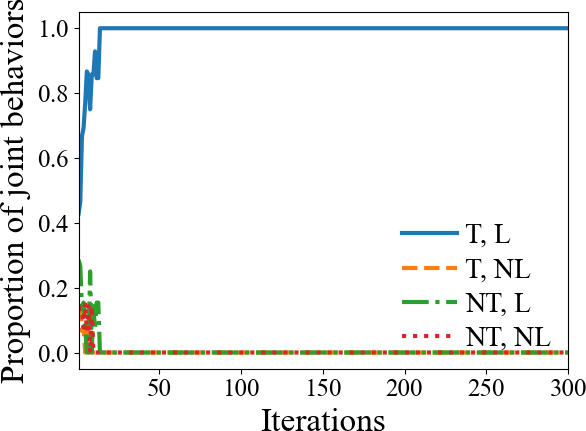 Proportion of joint behaviors
1.0
0.8
0.6
0.4
0.2
0.0
T, L
T, NL
NT, L
NT, NL
50
100
150
200
250
300
Iterations